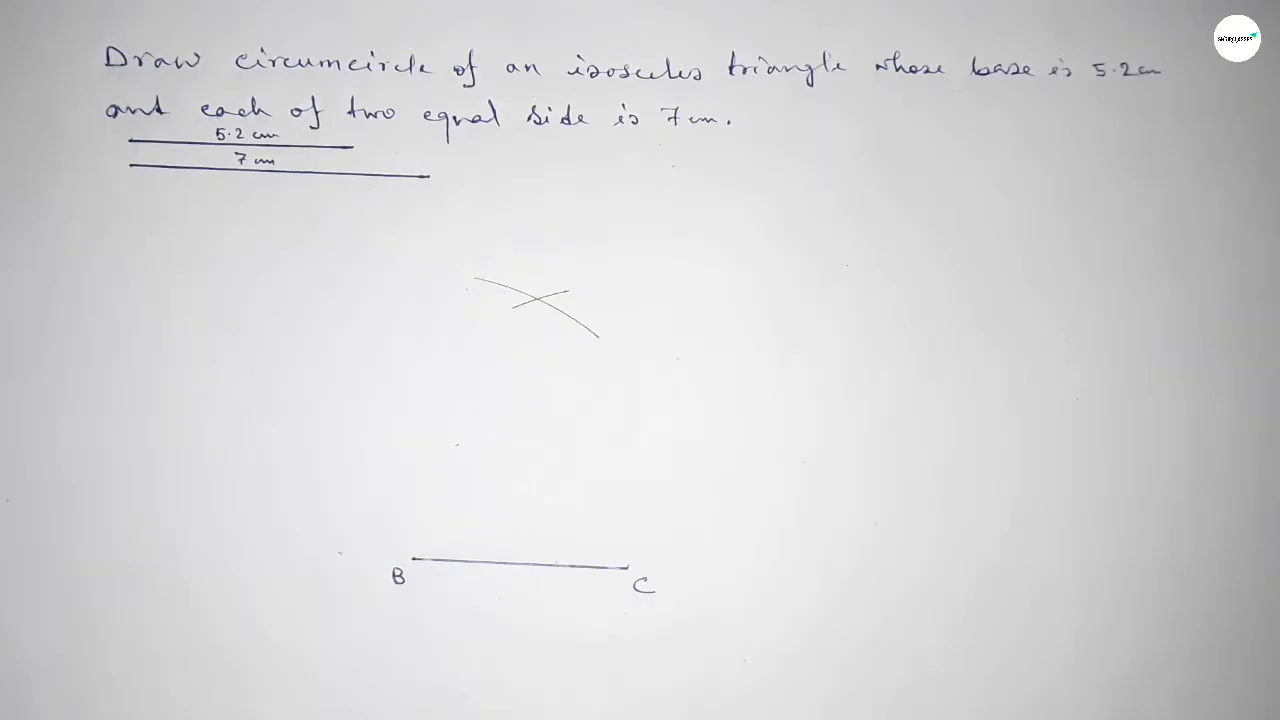 Draw circumcircle of an isosceles triangle whose base is 5.2cm
and each of two equal side is 7cm.
5.2 cm
7 cm
B
C